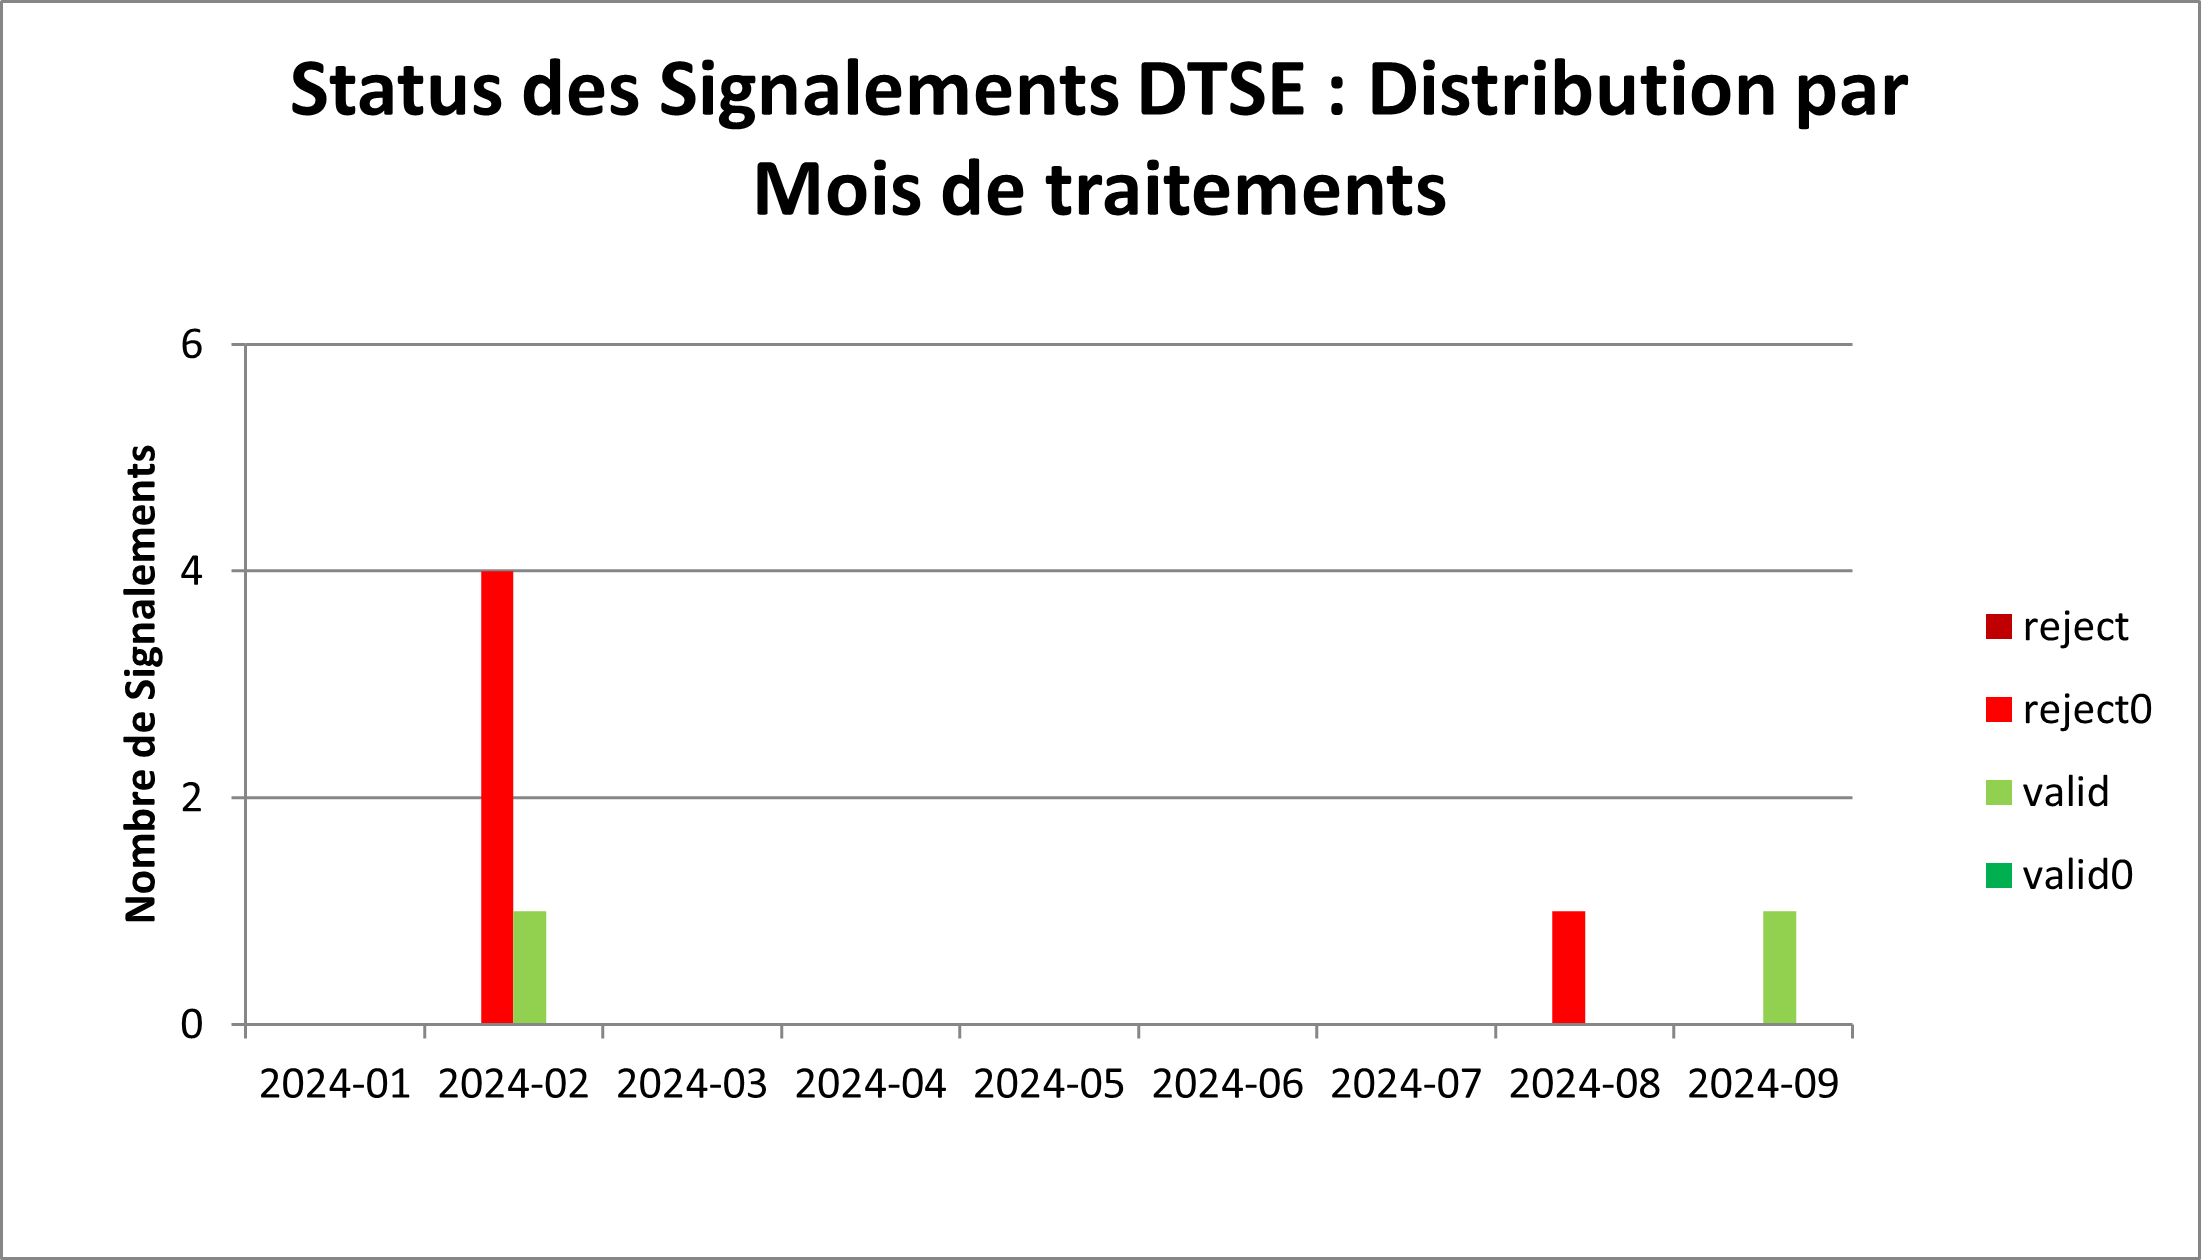 Status des Signalements DTSE : Distribution par
Mois de traitements
Nombre de Signalements
6
4
2
0
2024-01 2024-02 2024-03 2024-04 2024-05 2024-06 2024-07 2024-08 2024-09
reject
reject0
valid
valid0